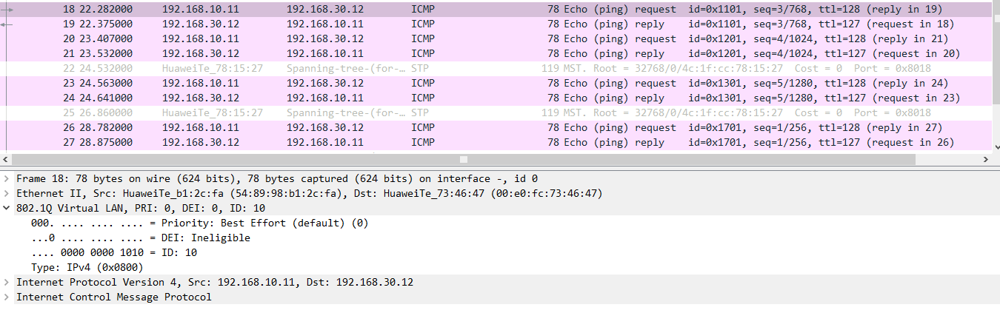 18 22.282000 192.168.10.11 192.168.30.12 ICMP 78 Echo (ping) request id=0x1101, seq=3/768, ttl=128 (reply in 19)
19 22.375000 192.168.30.12 192.168.10.11 ICMP 78 Echo (ping) reply id=0x1101, seq=3/768, ttl=127 (request in 18)
20 23.407000 192.168.10.11 192.168.30.12 ICMP 78 Echo (ping) request id=0x1201, seq=4/1024, ttl=128 (reply in 21)
21 23.532000 192.168.30.12 192.168.10.11 ICMP 78 Echo (ping) reply id=0x1201, seq=4/1024, ttl=127 (request in 20)
22 24.532000 HuaweiTe_78:15:27 Spanning-tree-(for-… STP 119 MST. Root = 32768/0/4c:1f:cc:78:15:27 Cost = 0 Port = 0x8018
23 24.563000 192.168.10.11 192.168.30.12 ICMP 78 Echo (ping) request id=0x1301, seq=5/1280, ttl=128 (reply in 24)
24 24.641000 192.168.30.12 192.168.10.11 ICMP 78 Echo (ping) reply id=0x1301, seq=5/1280, ttl=127 (request in 23)
25 26.860000 HuaweiTe_78:15:27 Spanning-tree-(for-… STP 119 MST. Root = 32768/0/4c:1f:cc:78:15:27 Cost = 0 Port = 0x8018
26 28.782000 192.168.10.11 192.168.30.12 ICMP 78 Echo (ping) request id=0x1701, seq=1/256, ttl=128 (reply in 27)
27 28.875000 192.168.30.12 192.168.10.11 ICMP 78 Echo (ping) reply id=0x1701, seq=1/256, ttl=127 (request in 26)
Frame 18: 78 bytes on wire (624 bits), 78 bytes captured (624 bits) on interface -, id 0
Ethernet II, Src: HuaweiTe_b1:2c:fa (54:89:98:b1:2c:fa), Dst: HuaweiTe_73:46:47 (00:e0:fc:73:46:47)
802.1Q Virtual LAN, PRI: 0, DEI: 0, ID: 10
000. .... .... .... = Priority: Best Effort (default) (0)
...0 .... .... .... = DEI: Ineligible
.... 0000 0000 1010 = ID: 10
Type: IPv4 (0x0800)
Internet Protocol Version 4, Src: 192.168.10.11, Dst: 192.168.30.12
Internet Control Message Protocol